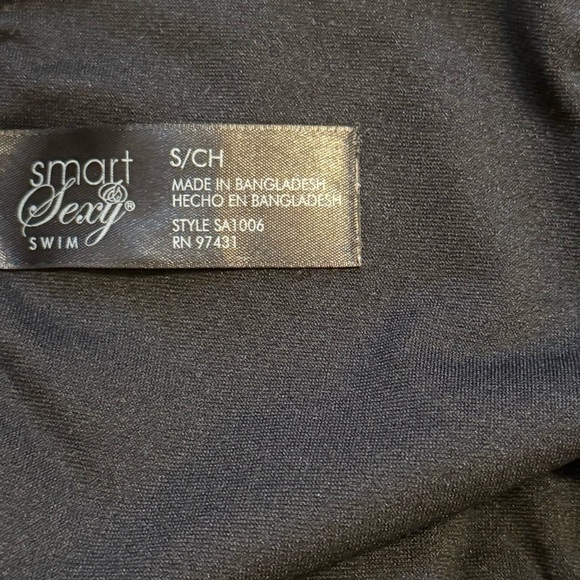 smart
Sexy®
SWIM
S/CH
MADE IN BANGLADESH
HECHO EN BANGLADESH
STYLE SA1006
RN 97431